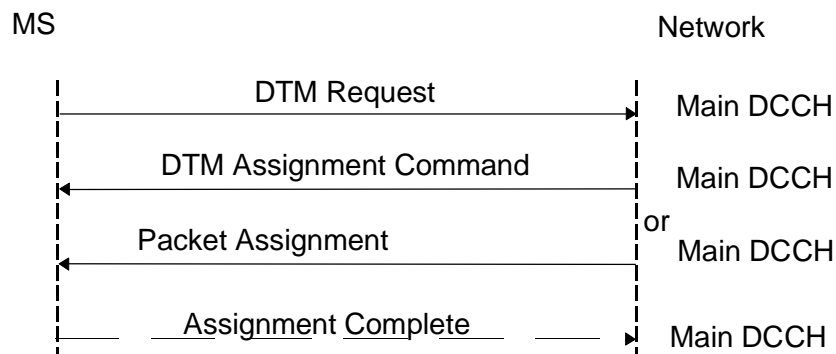 MS
Network
DTM Request
Main DCCH
DTM Assignment Command
Main DCCH
or
Packet Assignment
Main DCCH
Assignment Complete
Main DCCH